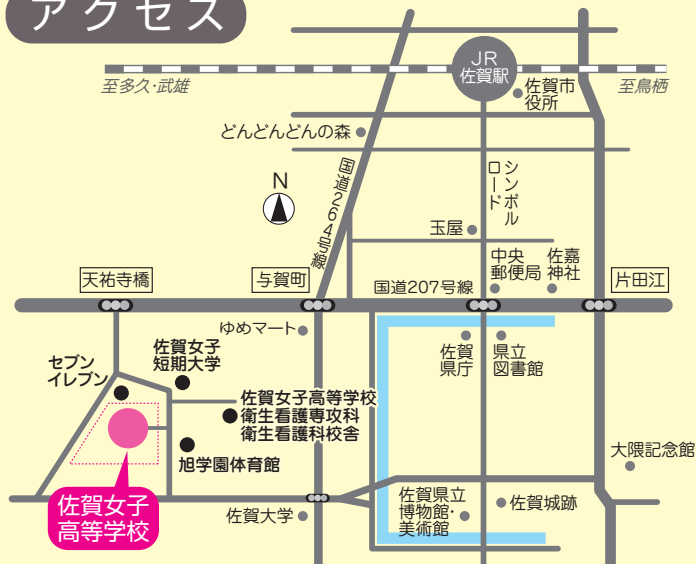 アクセス
JR
佐賀駅
至多久・武雄
佐賀市
役所
至鳥栖
どんどんどんの森
国道264号線
シンボル
ロード
N
玉屋
中央
郵便局
佐嘉
神社
天祐寺橋
与賀町
国道207号線
片田江
ゆめマート
佐賀
県庁
県立
図書館
セブン
イレブン
佐賀女子
短期大学
佐賀女子高等学校
衛生看護専攻科
衛生看護科校舎
旭学園体育館
大隈記念館
佐賀女子
高等学校
佐賀大学
佐賀県立
博物館・
美術館
佐賀城跡